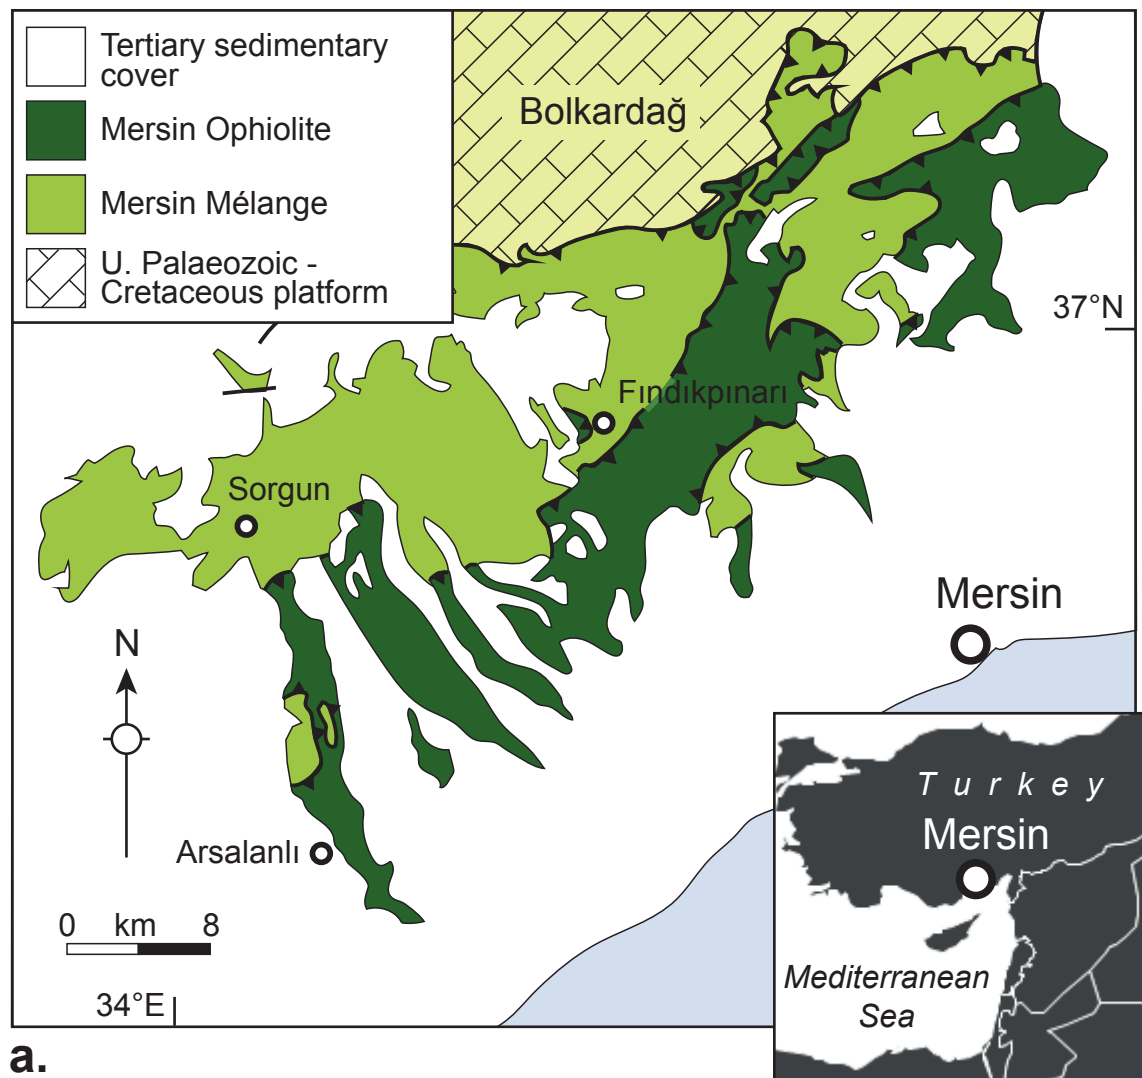 Tertiary sedimentary
cover
Mersin Ophiolite
Mersin Mélange
U. Palaeozoic -
Cretaceous platform
Bolkardağ
37°N
Fındıkpınarı
Sorgun
Mersin
N
Arsalanlı
0 km 8
34°E
Turkey
Mersin
Mediterranean
Sea
a.